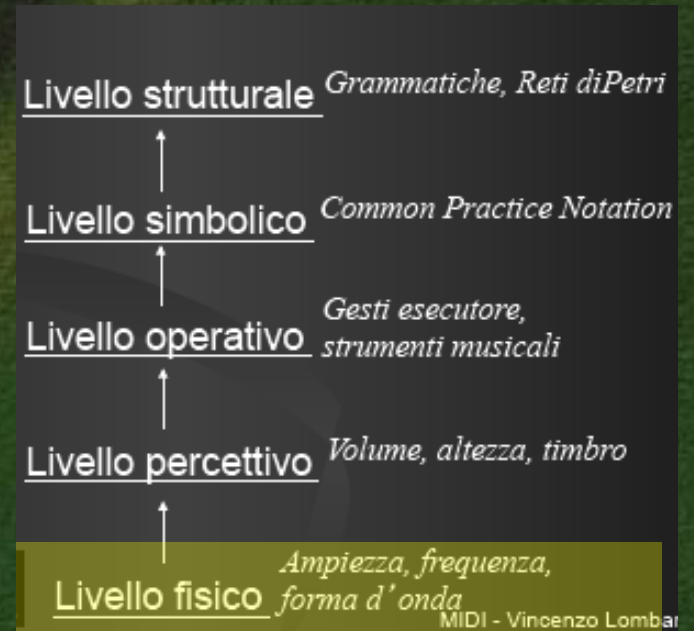 Livello strutturale Grammatiche, Reti diPetri
Livello simbolico Common Practice Notation
Livello operativo Gesti esecutore,
strumenti musicali
Livello percettivo Volume, altezza, timbro
Livello fisico Ampiezza, frequenza,
forma d'onda
MIDI - Vincenzo